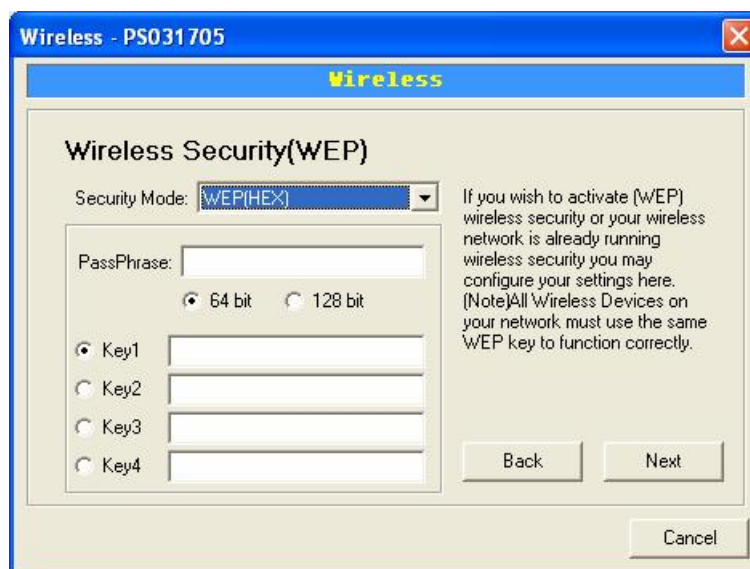 Wireless - PS031705
Wireless
Wireless Security(WEP)
Security Mode: WEP(HEX)
PassPhrase:
64 bit 128 bit
Key1
Key2
Key3
Key4
If you wish to activate (WEP)
wireless security or your wireless
network is already running
wireless security you may
configure your settings here.
(Note)All Wireless Devices on
your network must use the same
WEP key to function correctly.
Back Next
Cancel